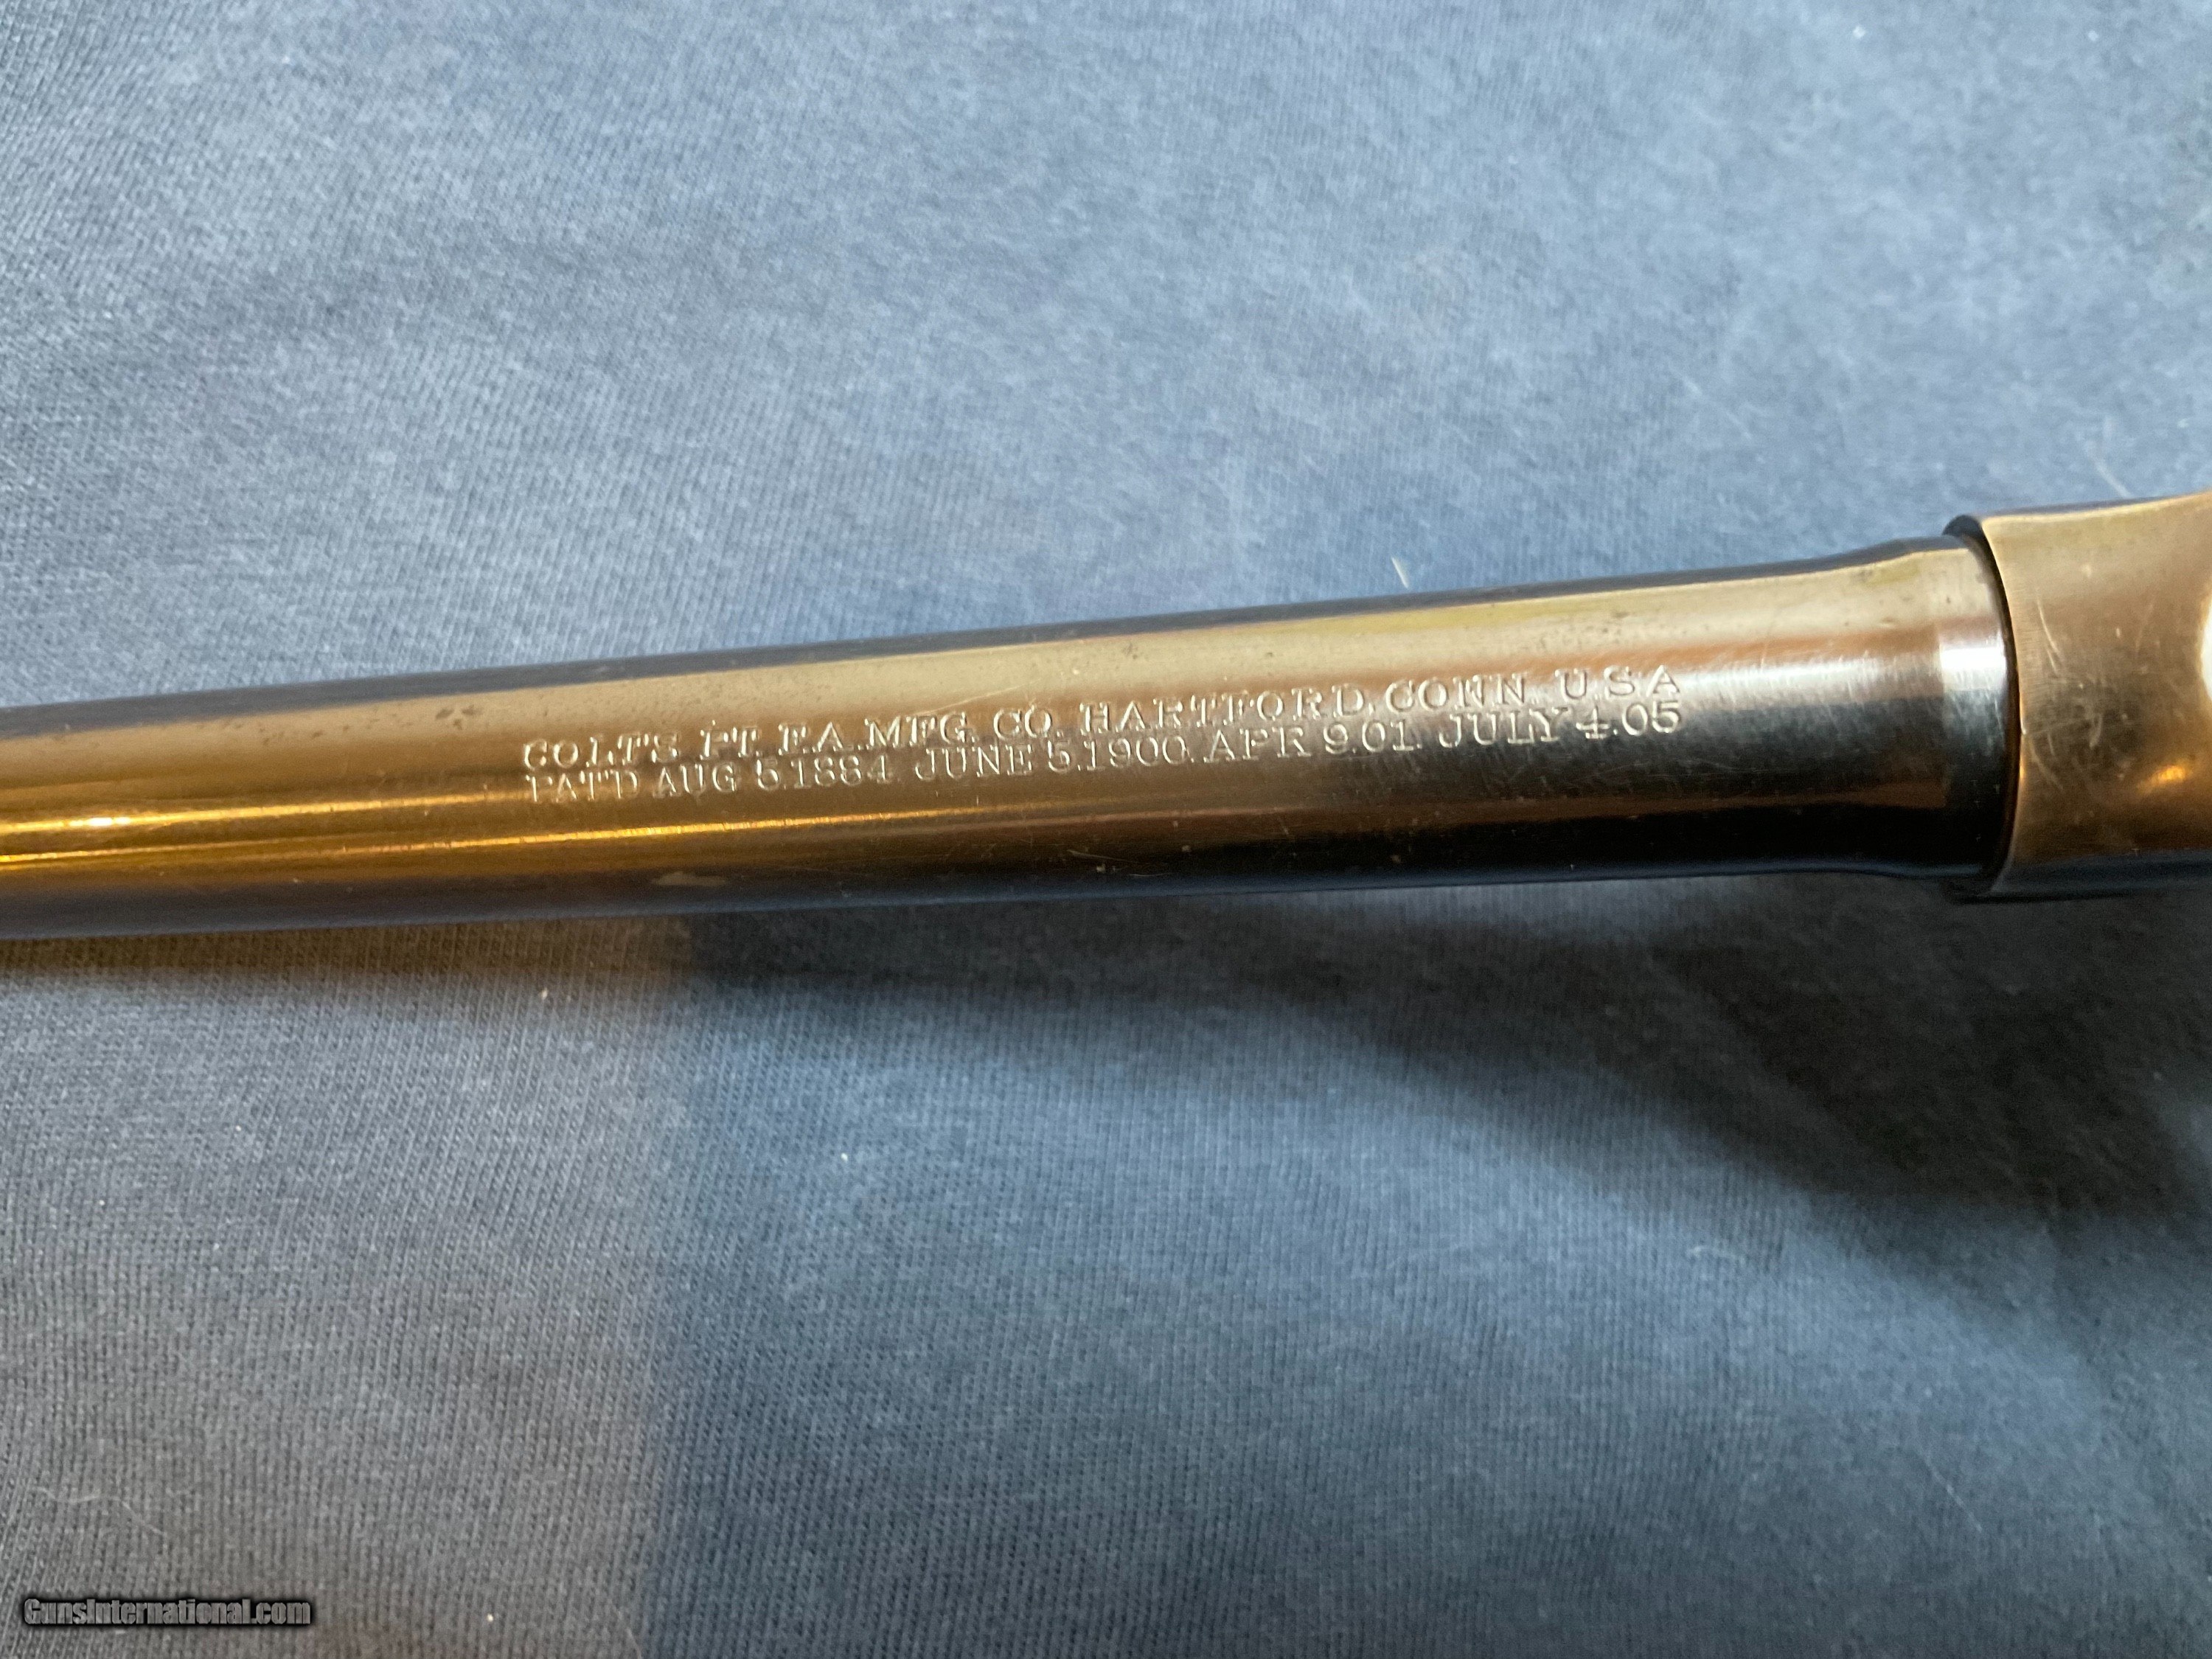 COLT'S PT. F.A. MFG. CO. HARTFORD, CONN. U.S.A
PAT'D AUG 5.1884. JUNE 5.1900. APR 9.01. JULY 4.05
GunsInternational.com